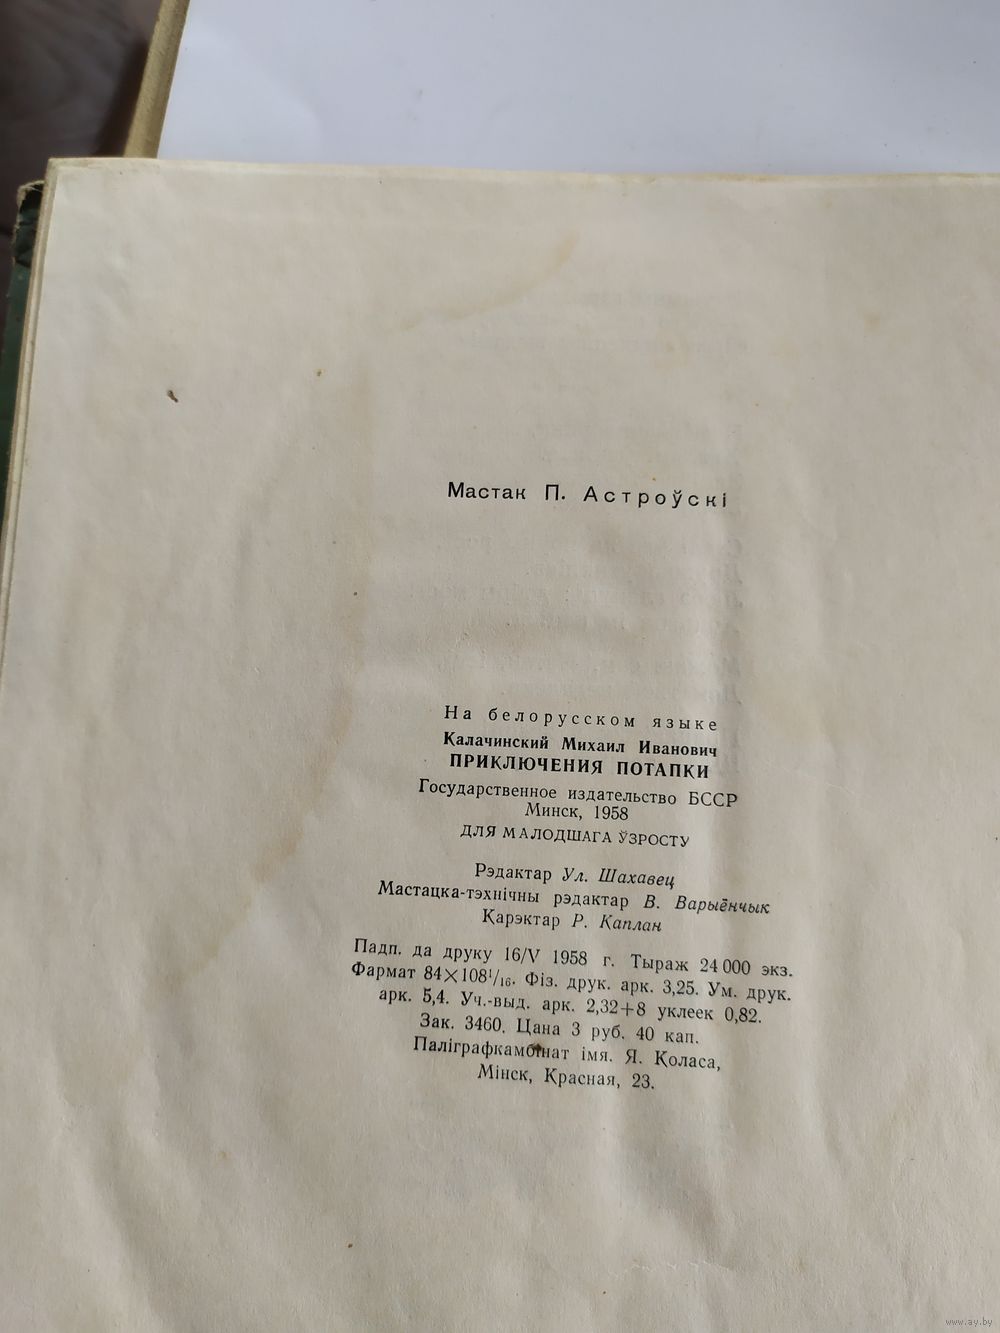 Мастак П. Астроўскі
На белорусском языке
Калачинский Михаил Иванович
ПРИКЛЮЧЕНИЯ ПОТАПКИ
Государственное издательство БССР
Минск, 1958
ДЛЯ МАЛОДШАГА ЎЗРОСТУ
Рэдактар Ул. Шахавец
Мастацка-тэхнічны рэдактар В. Варыёнчык
Карэктар Р. Каплан
Падп. да друку 16/V 1958 г. Тыраж 24 000 экз.
Фармат 84×108¹/₁₆. Фіз. друк. арк. 3,25. Ум. друк.
арк. 5,4. Уч.-выд. арк. 2,32+8 уклеек 0,82.
Зак. 3460. Цана 3 руб. 40 кап.
Паліграфкамбінат імя. Я. Коласа,
Мінск, Красная, 23.
www.ay.by